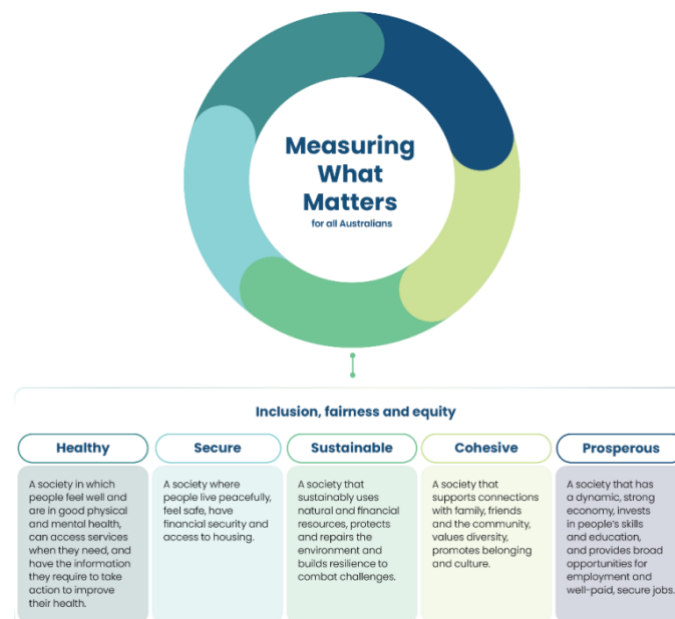 Measuring
What
Matters
for all Australians
Inclusion, fairness and equity
Healthy
A society in which
people feel well and
are in good physical
and mental health,
can access services
when they need, and
have the information
they require to take
action to improve
their health.
Secure
A society where
people live peacefully,
feel safe, have
financial security and
access to housing.
Sustainable
A society that
sustainably uses
natural and financial
resources, protects
and repairs the
environment and
builds resilience to
combat challenges.
Cohesive
A society that
supports connections
with family, friends
and the community,
values diversity,
promotes belonging
and culture.
Prosperous
A society that has
a dynamic, strong
economy, invests
in people’s skills
and education,
and provides broad
opportunities for
employment and
well-paid, secure jobs.